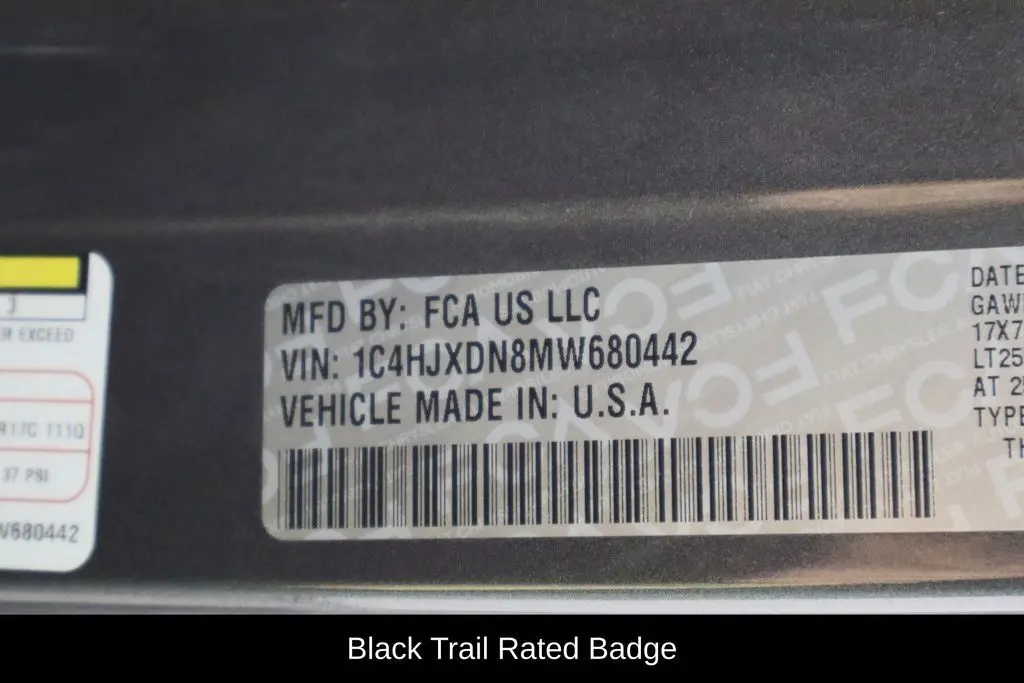 3
R EXCEED
R17C 111Q
37 PSI
W680442
MFD BY: FCA US LLC
VIN: 1C4HJXDN8MW680442
VEHICLE MADE IN: U.S.A.
DATE
GAW
17X7
LT25
AT 2
TYPE
TH
Black Trail Rated Badge